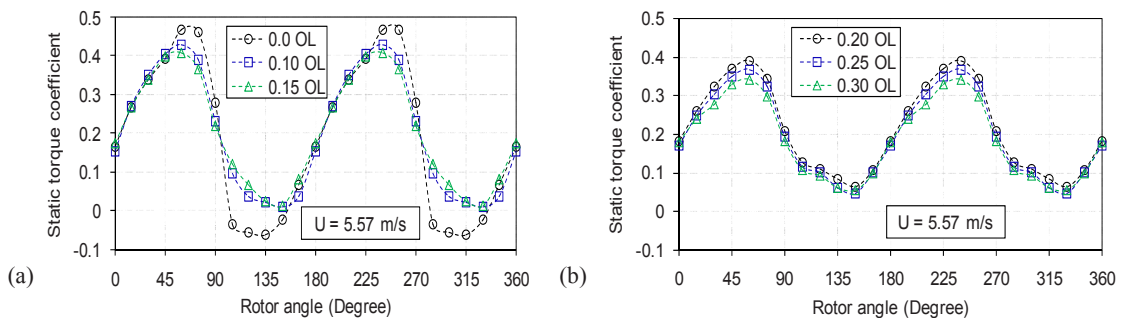 0.5
0.4
0.3
0.2
0.1
0
-0.1
Static torque coefficient
0.0 OL
0.10 OL
0.15 OL
U = 5.57 m/s
0 45 90 135 180 225 270 315 360
Rotor angle (Degree)
(a)
0.5
0.4
0.3
0.2
0.1
0
-0.1
Static torque coefficient
0.20 OL
0.25 OL
0.30 OL
U = 5.57 m/s
0 45 90 135 180 225 270 315 360
Rotor angle (Degree)
(b)